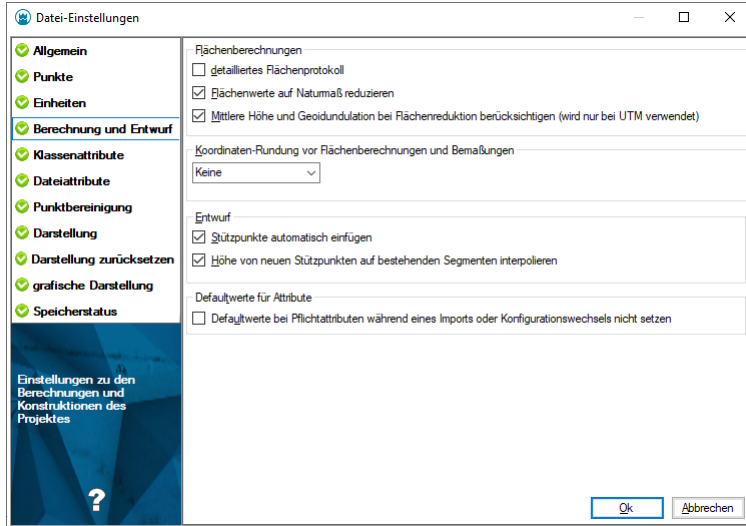 Datei-Einstellungen
Allgemein
Punkte
Einheiten
Berechnung und Entwurf
Klassenattribute
Dateiattribute
Punktbereinigung
Darstellung
Darstellung zurücksetzen
grafische Darstellung
Speicherstatus
Einstellungen zu den
Berechnungen und
Konstruktionen des
Projektes
?
Flächenberechnungen
detailliertes Flächenprotokoll
Flächenwerte auf Naturmaß reduzieren
Mittlere Höhe und Geoidundulation bei Flächenreduktion berücksichtigen (wird nur bei UTM verwendet)
Koordinaten-Rundung vor Flächenberechnungen und Bemaßungen
Keine
Entwurf
Stützpunkte automatisch einfügen
Höhe von neuen Stützpunkten auf bestehenden Segmenten interpolieren
Defaultwerte für Attribute
Defaultwerte bei Pflichtattributen während eines Imports oder Konfigurationswechsels nicht setzen
Ok
Abbrechen